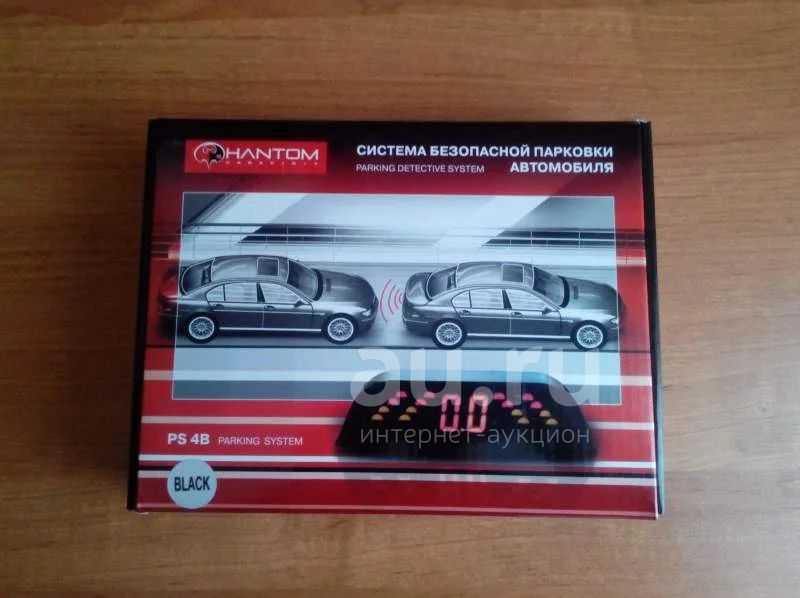 PHANTOM
СИСТЕМА БЕЗОПАСНОЙ ПАРКОВКИ
PARKING DETECTIVE SYSTEM
АВТОМОБИЛЯ
au.ru
0.0
интернет-аукцион
PS 4B PARKING SYSTEM
BLACK